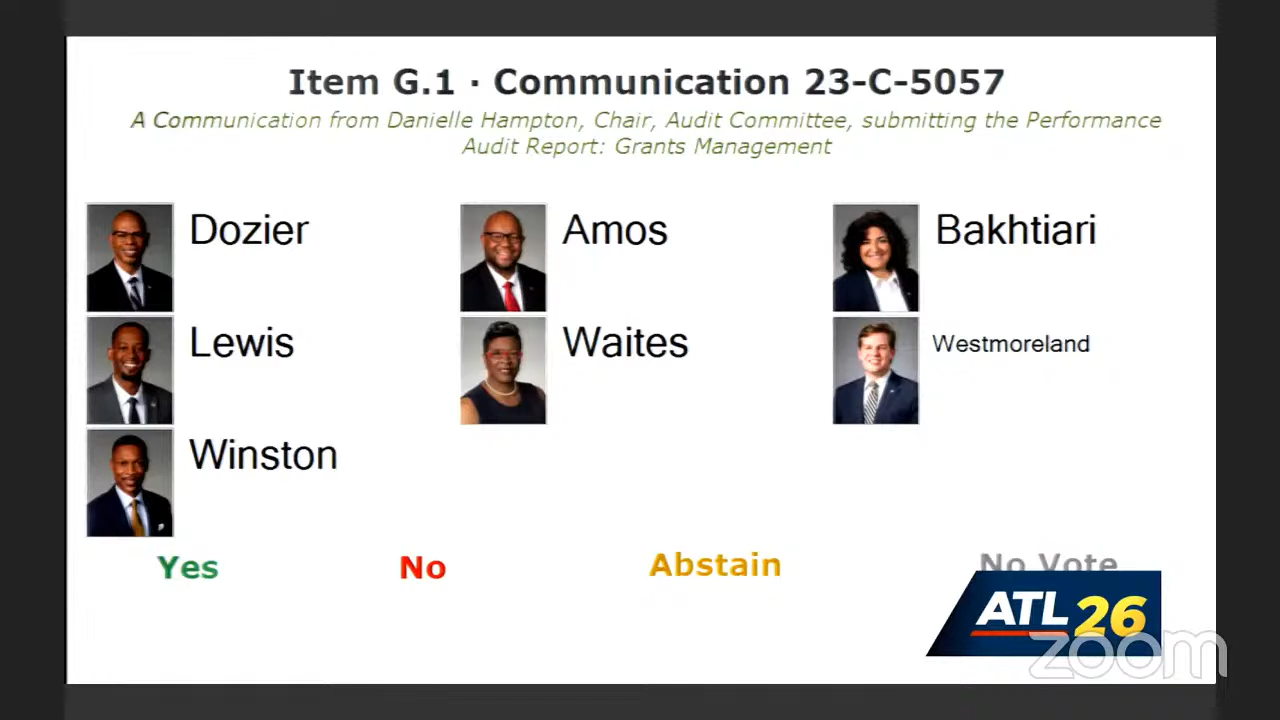 Item G.1 · Communication 23-C-5057
A Communication from Danielle Hampton, Chair, Audit Committee, submitting the Performance
Audit Report: Grants Management
Dozier
Amos
Bakhtiari
Lewis
Waites
Westmoreland
Winston
Yes
No
Abstain
No Vote
ATL 26
zoom